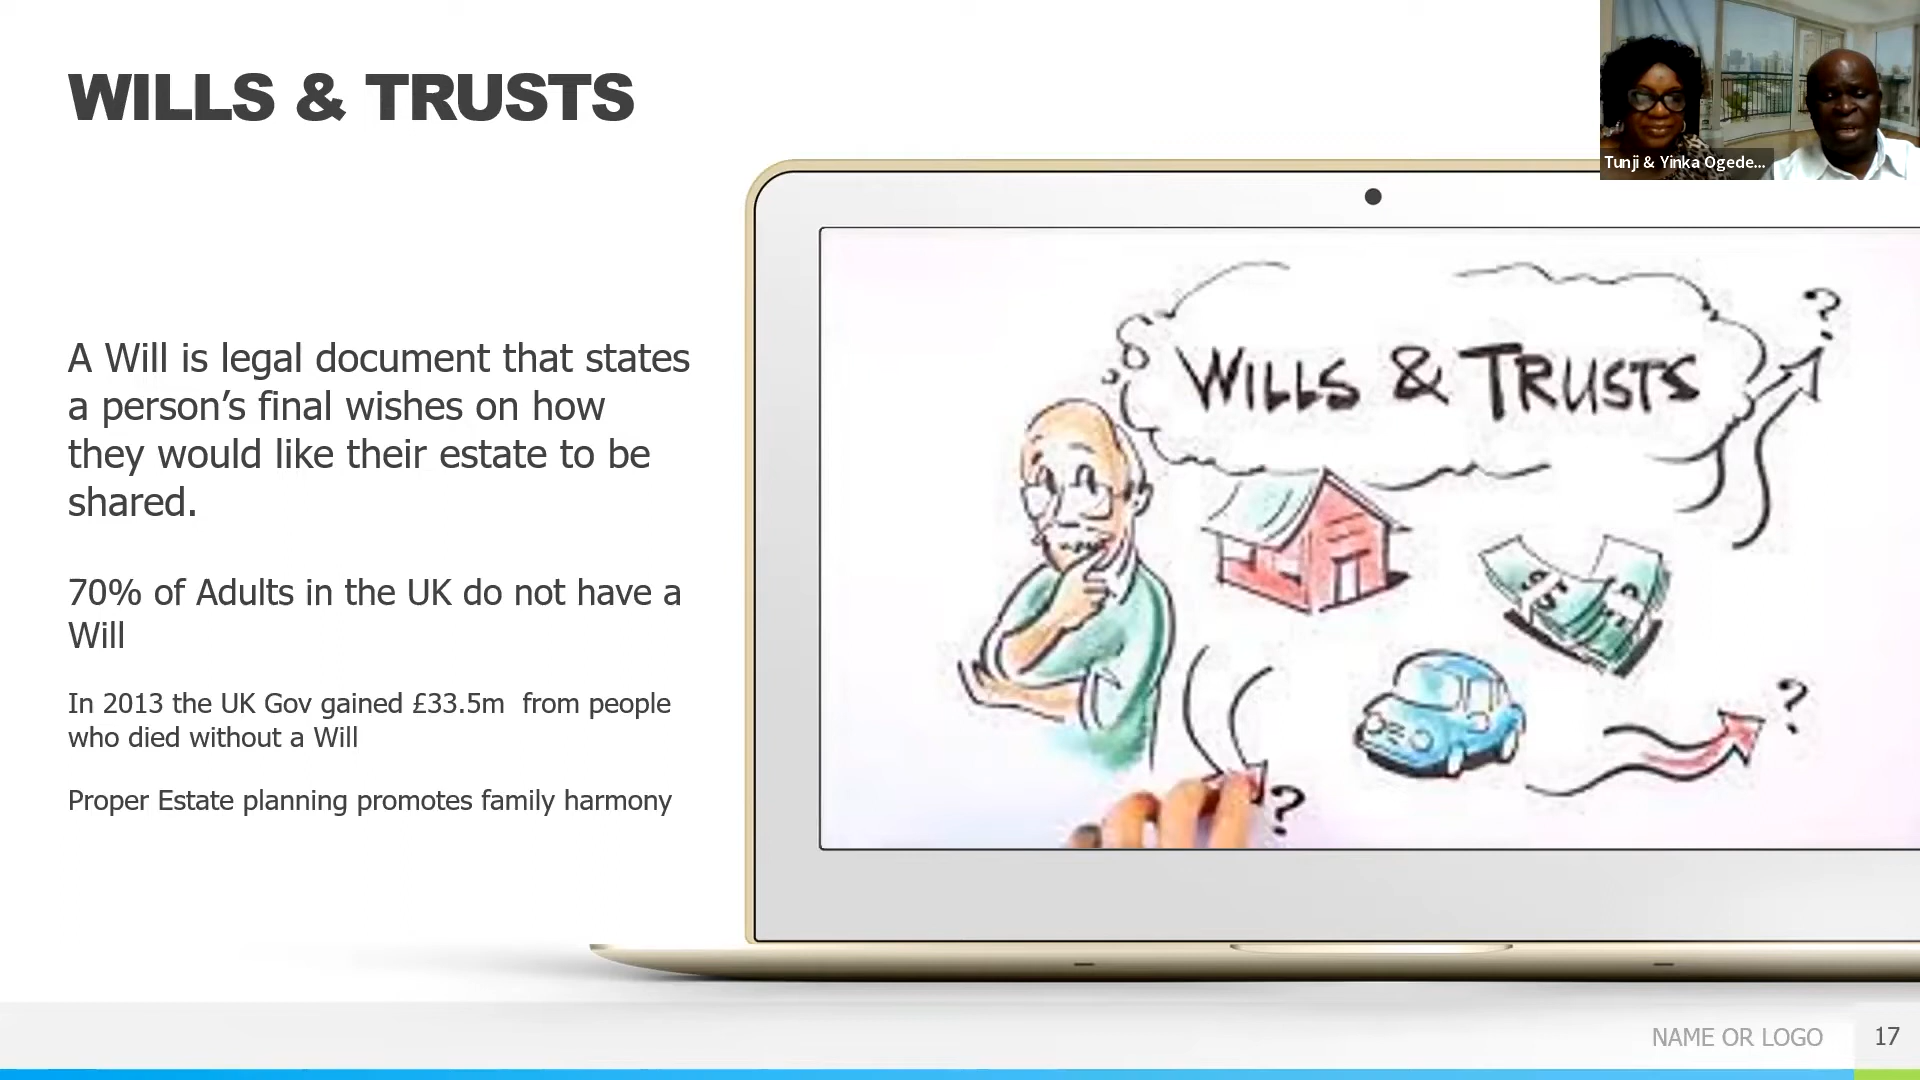 WILLS & TRUSTS
Tunji & Yinka Ogede...
WILLS & TRUSTS
?
A Will is legal document that states
a person’s final wishes on how
they would like their estate to be
shared.
70% of Adults in the UK do not have a
Will
In 2013 the UK Gov gained £33.5m  from people
who died without a Will
Proper Estate planning promotes family harmony
?
?
NAME OR LOGO
17